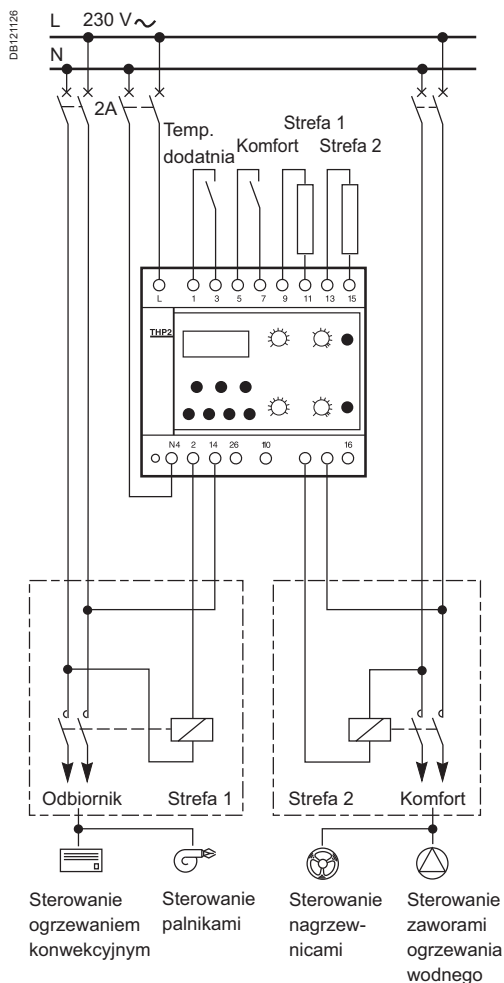 DB121126
L 230 V
N
2A
Temp.
dodatnia
Komfort
Strefa 1
Strefa 2
L 1 3 5 7 9 11 13 15
THP2
N4 2 14 26 10 16
Odbiornik Strefa 1
Strefa 2 Komfort
Sterowanie
ogrzewaniem
konwekcyjnym
Sterowanie
palnikami
Sterowanie
nagrzew-
nicami
Sterowanie
zaworami
ogrzewania
wodnego